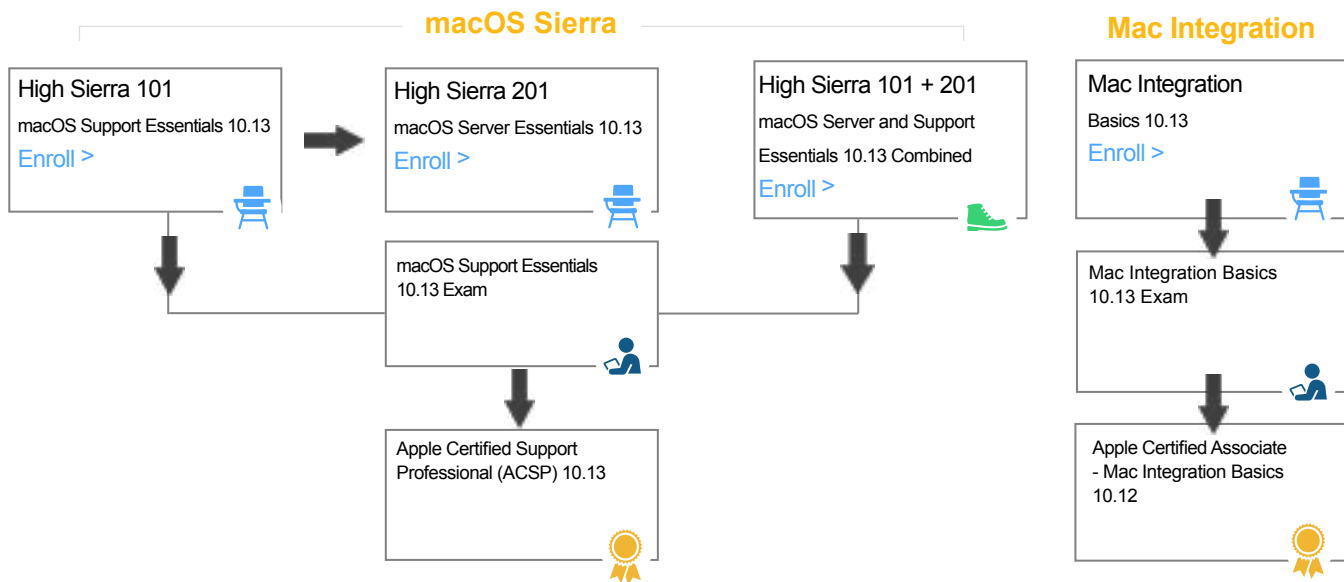 macOS Sierra
Mac Integration
High Sierra 101
macOS Support Essentials 10.13
Enroll >
High Sierra 201
macOS Server Essentials 10.13
Enroll >
High Sierra 101 + 201
macOS Server and Support
Essentials 10.13 Combined
Enroll >
Mac Integration
Basics 10.13
Enroll >
macOS Support Essentials
10.13 Exam
Mac Integration Basics
10.13 Exam
Apple Certified Support
Professional (ACSP) 10.13
Apple Certified Associate
- Mac Integration Basics
10.12